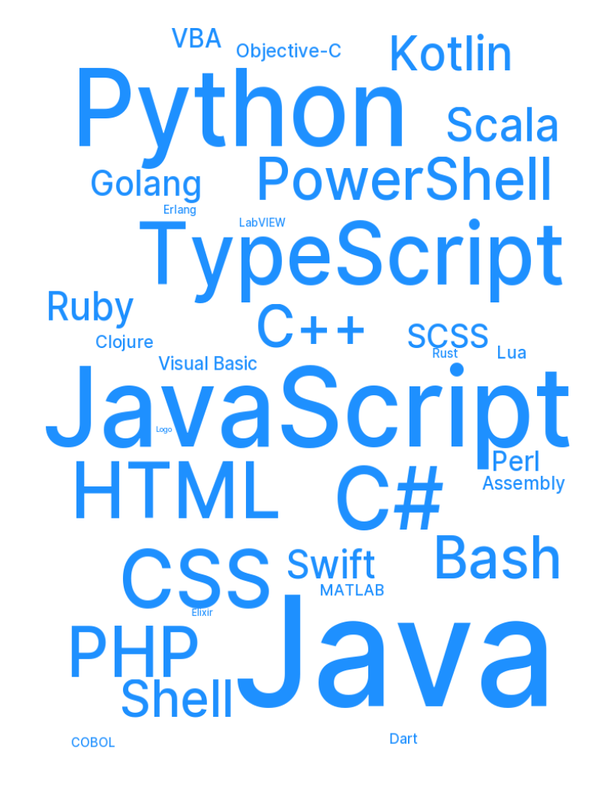 VBA
Objective-C
Kotlin
Python
Scala
PowerShell
Golang
Erlang
LabVIEW
TypeScript
Ruby
C++
SCSS
Clojure
Rust
Lua
Visual Basic
JavaScript
Logo
Perl
HTML
C#
Assembly
Bash
CSS
Swift
MATLAB
Elixir
Java
PHP
Shell
COBOL
Dart